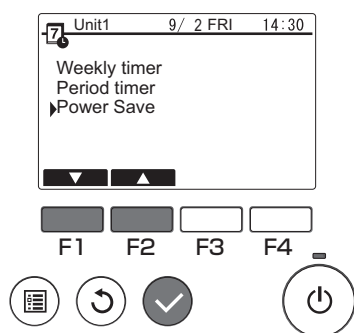 7 Unit1 9/ 2 FRI 14:30
Weekly timer
Period timer
Power Save
F1 F2 F3 F4